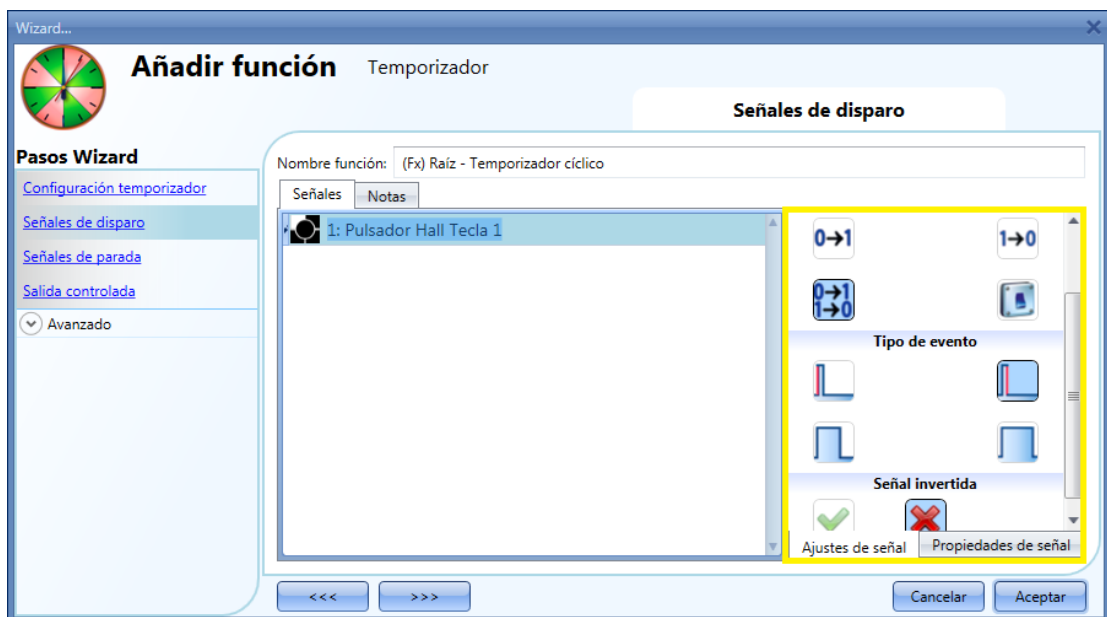 Wizard...
Añadir función Temporizador
Señales de disparo
Pasos Wizard
Configuración temporizador
Señales de disparo
Señales de parada
Salida controlada
Avanzado
Nombre función: (Fx) Raíz - Temporizador cíclico
Señales Notas
1: Pulsador Hall Tecla 1
0→1 1→0
0→1
1→0
Tipo de evento
Señal invertida
Ajustes de señal Propiedades de señal
<<< >>> Cancelar Aceptar